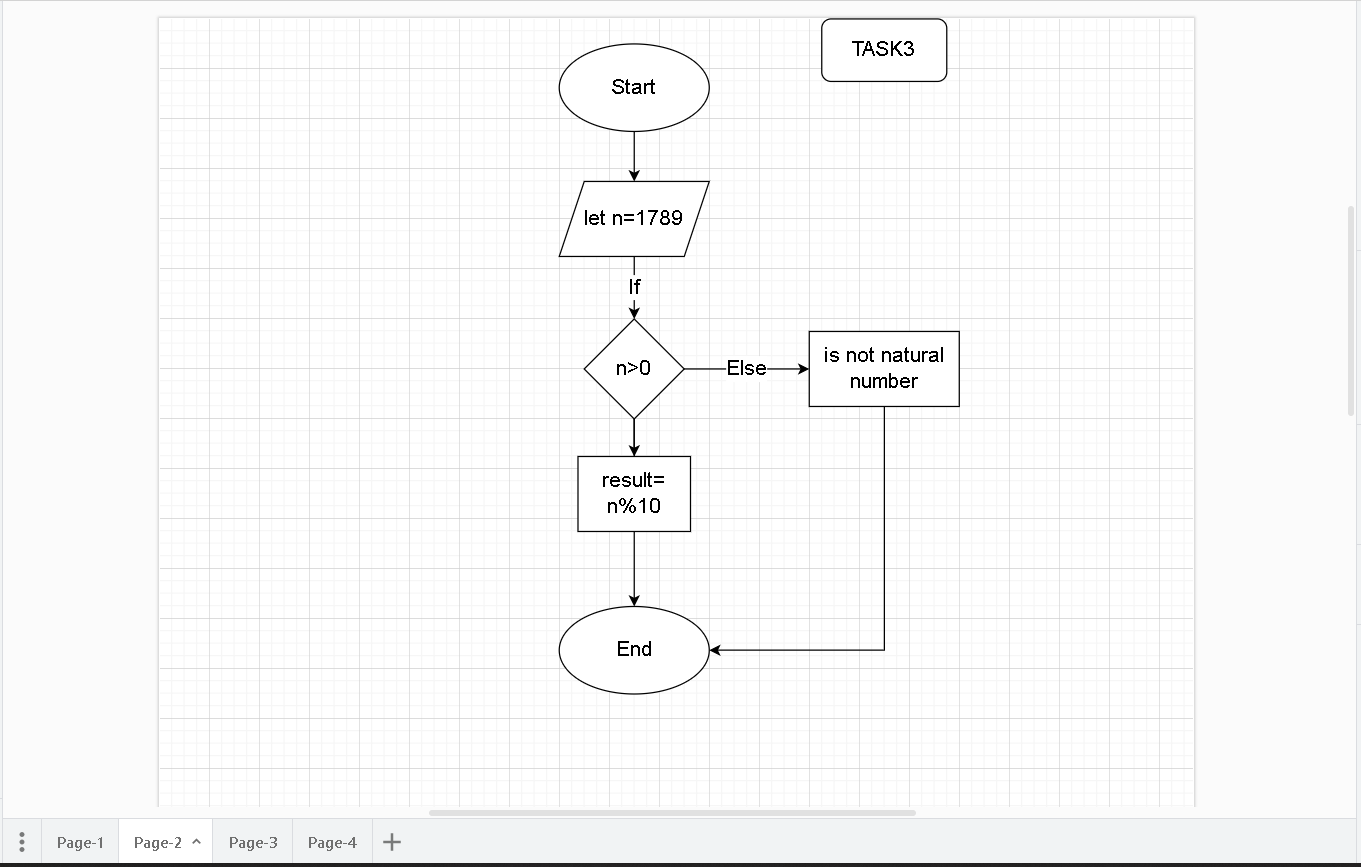 TASK3
Start
let n=1789
If
n>0
Else
is not natural
number
result=
n%10
End
Page-1
Page-2
Page-3
Page-4